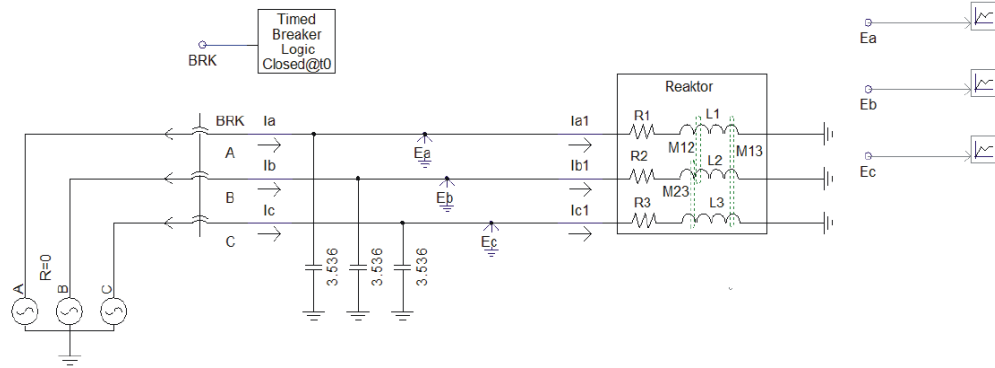 Timed
Breaker
Logic
Closed@t0
BRK
Ea
Eb
Ec
Reaktor
BRK
Ia
Ia1
R1
L1
A
Ea
M12
M13
Ib
Ib1
R2
L2
B
Eb
M23
Ic
Ic1
R3
L3
C
Ec
3.536
3.536
3.536
R=0
A
B
C